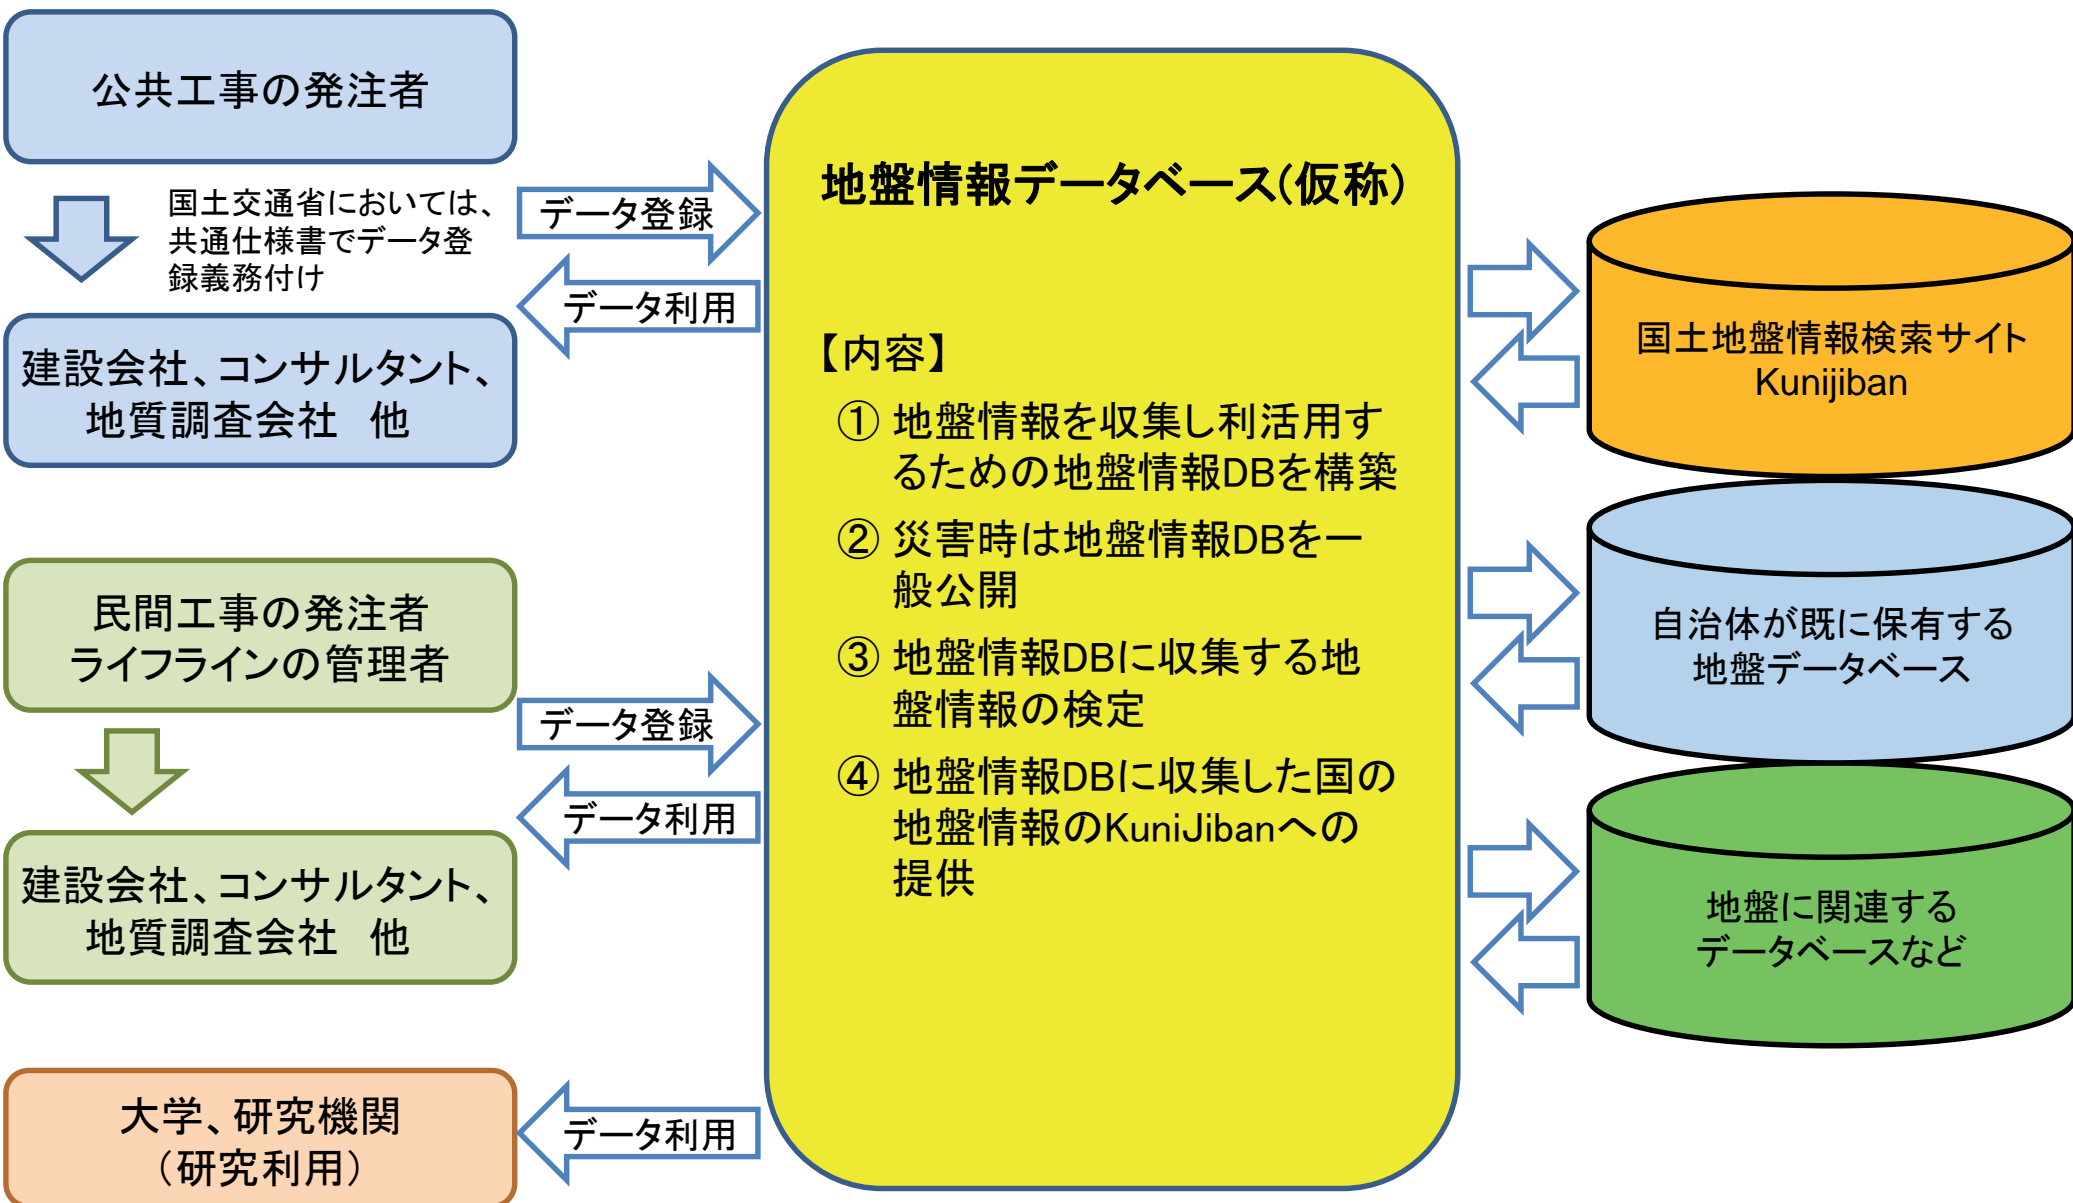 公共工事の発注者
国土交通省においては、
共通仕様書でデータ登
録義務付け
建設会社、コンサルタント、
地質調査会社　他
データ登録
データ利用
民間工事の発注者
ライフラインの管理者
建設会社、コンサルタント、
地質調査会社　他
データ登録
データ利用
大学、研究機関
（研究利用）
データ利用
地盤情報データベース(仮称)
【内容】
① 地盤情報を収集し利活用す
るための地盤情報DBを構築
② 災害時は地盤情報DBを一
般公開
③ 地盤情報DBに収集する地
盤情報の検定
④ 地盤情報DBに収集した国の
地盤情報のKuniJibanへの
提供
国土地盤情報検索サイト
Kunijiban
自治体が既に保有する
地盤データベース
地盤に関連する
データベースなど